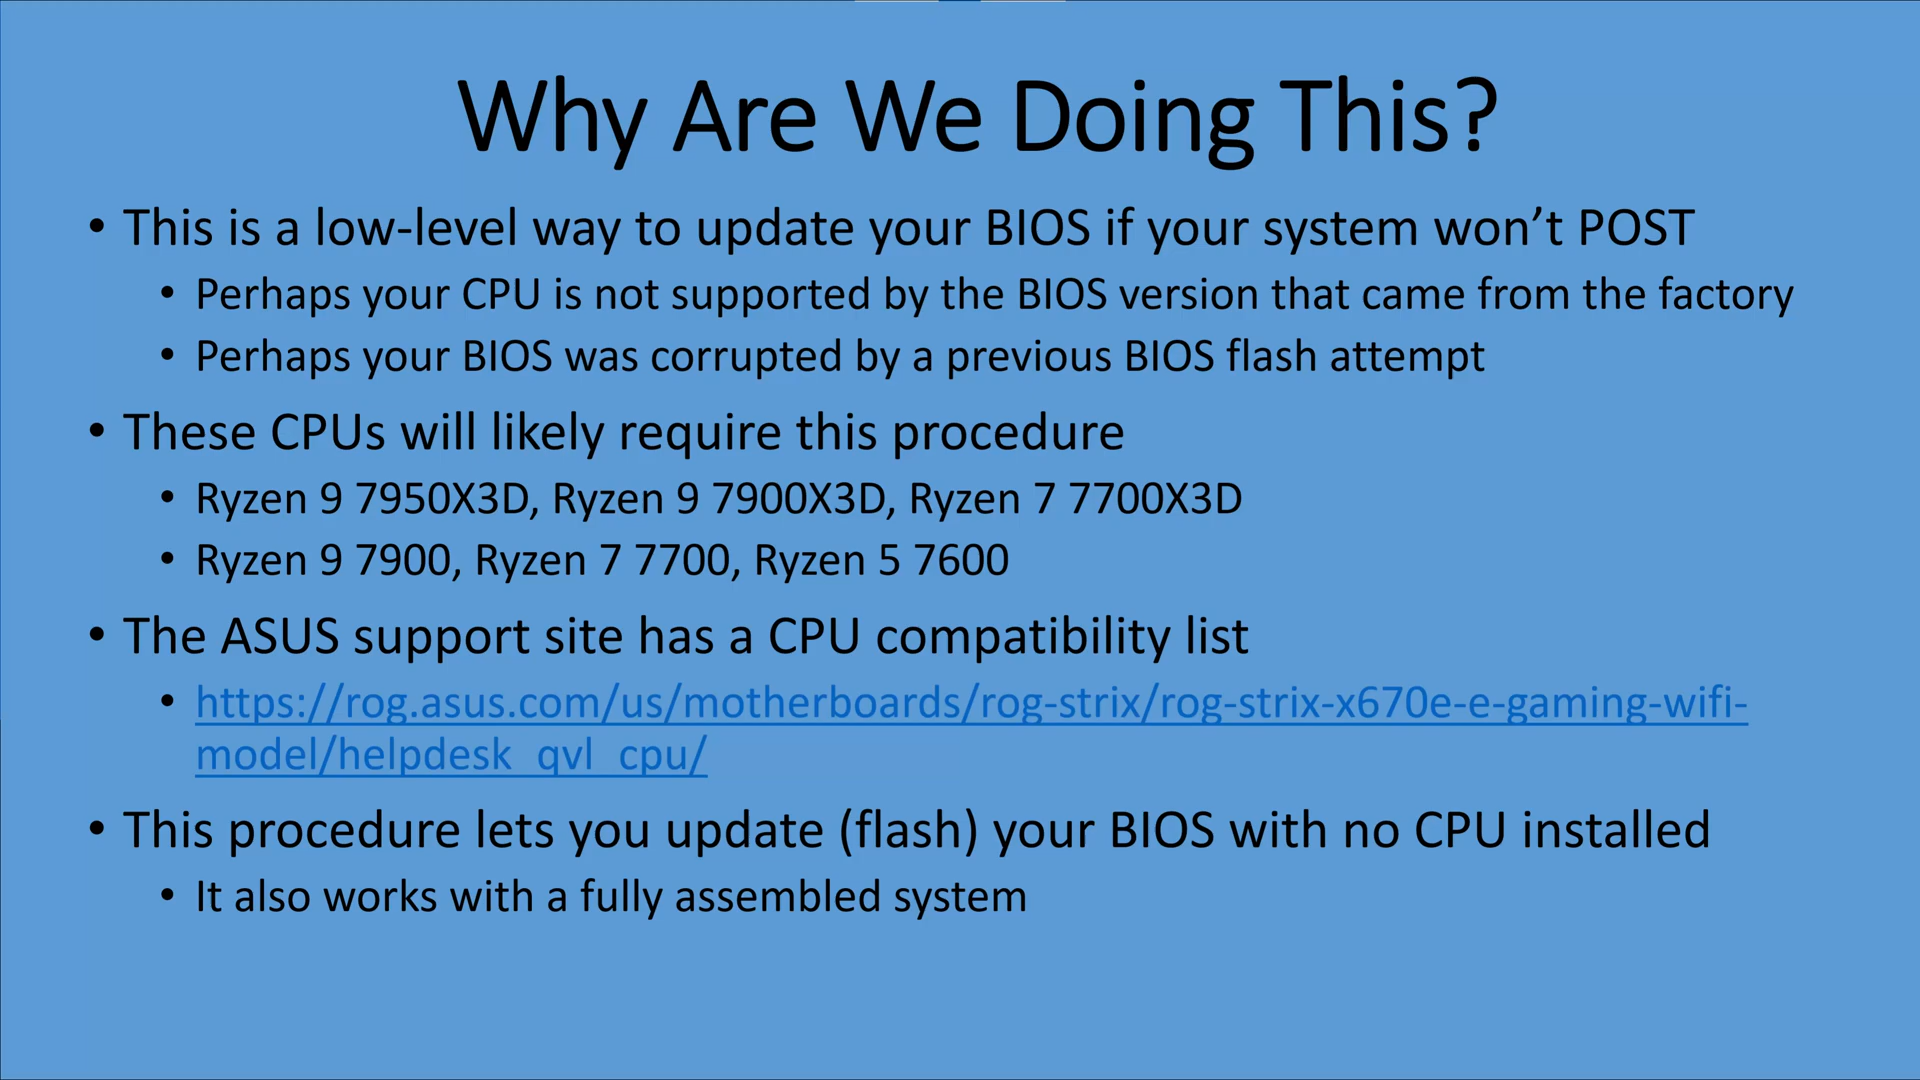 Why Are We Doing This?
• This is a low-level way to update your BIOS if your system won’t POST
• Perhaps your CPU is not supported by the BIOS version that came from the factory
• Perhaps your BIOS was corrupted by a previous BIOS flash attempt
• These CPUs will likely require this procedure
• Ryzen 9 7950X3D, Ryzen 9 7900X3D, Ryzen 7 7700X3D
• Ryzen 9 7900, Ryzen 7 7700, Ryzen 5 7600
• The ASUS support site has a CPU compatibility list
• https://rog.asus.com/us/motherboards/rog-strix/rog-strix-x670e-e-gaming-wifi-
model/helpdesk_qvl_cpu/
• This procedure lets you update (flash) your BIOS with no CPU installed
• It also works with a fully assembled system